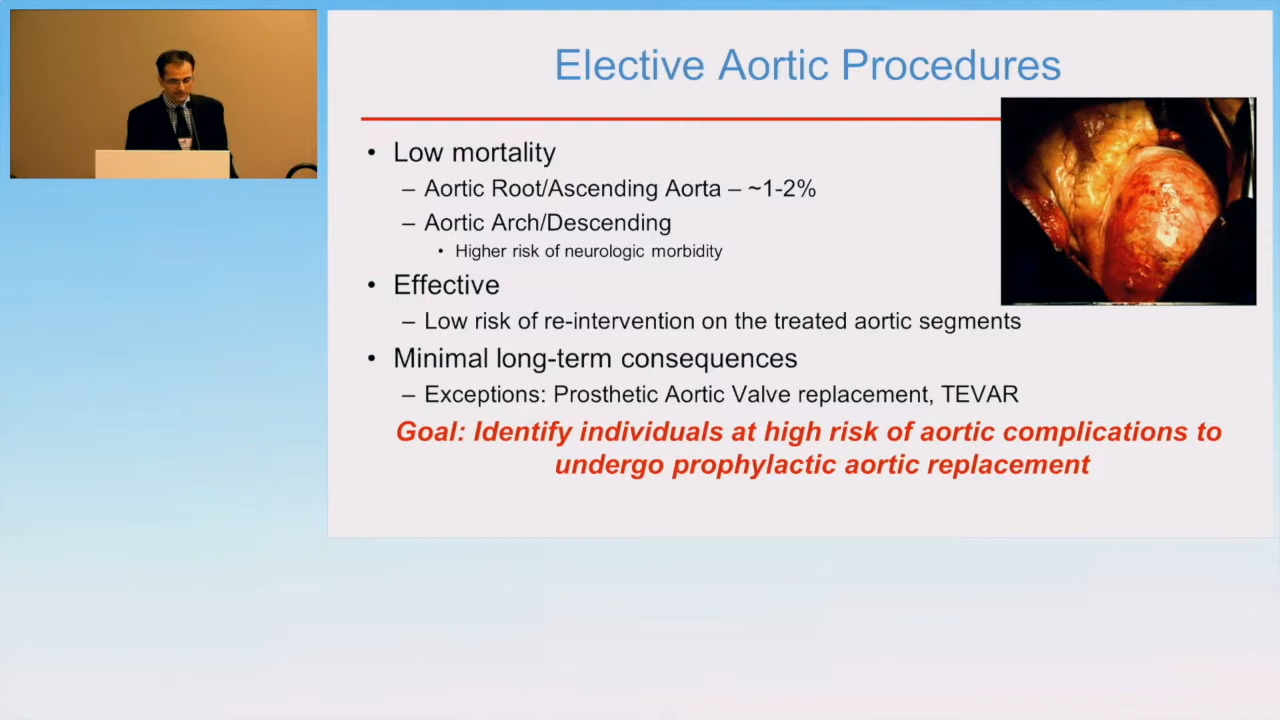 Elective Aortic Procedures
• Low mortality
– Aortic Root/Ascending Aorta – ~1-2%
– Aortic Arch/Descending
• Higher risk of neurologic morbidity
• Effective
– Low risk of re-intervention on the treated aortic segments
• Minimal long-term consequences
– Exceptions: Prosthetic Aortic Valve replacement, TEVAR
Goal: Identify individuals at high risk of aortic complications to
undergo prophylactic aortic replacement